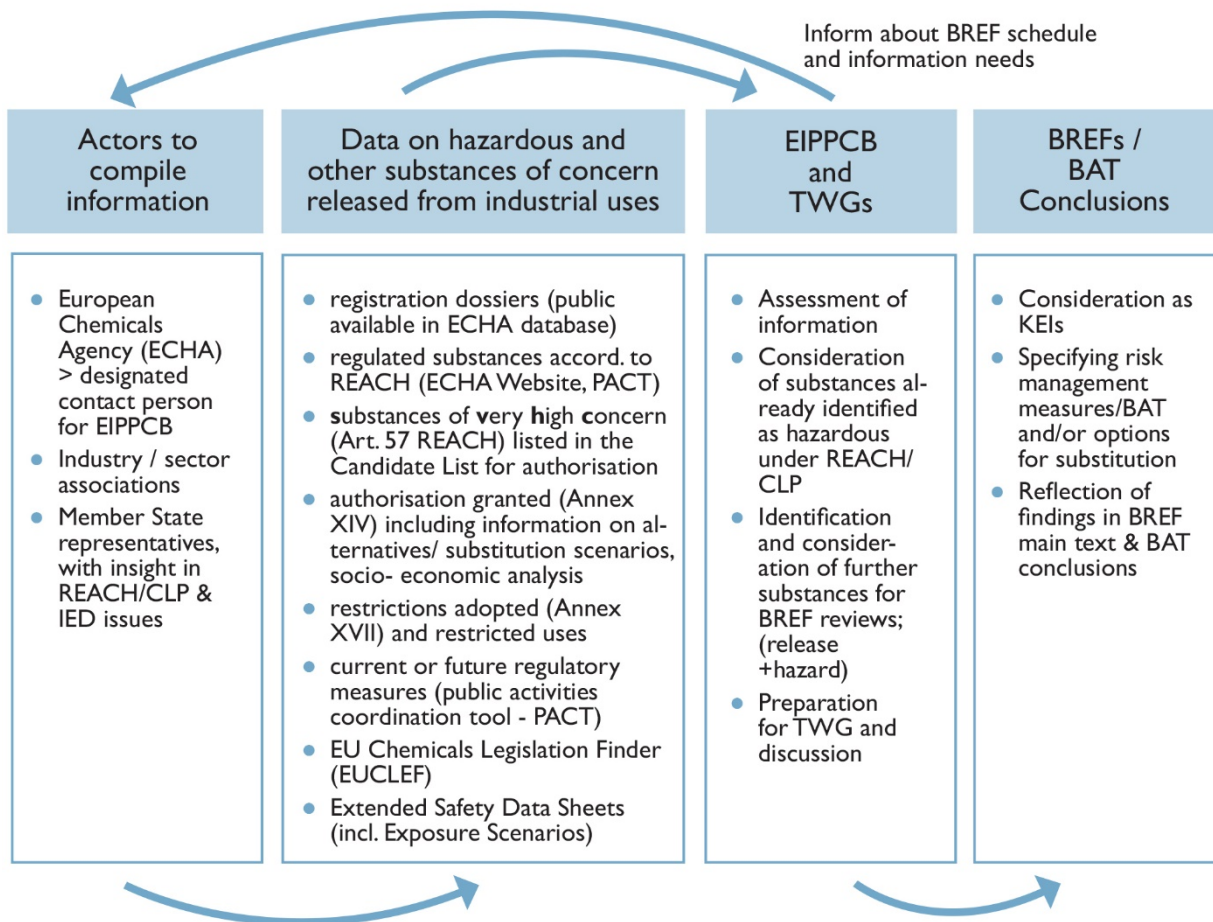 Inform about BREF schedule
and information needs
Actors to
compile
information
Data on hazardous and
other substances of concern
released from industrial uses
EIPPCB
and
TWGs
BREFs /
BAT
Conclusions
European
Chemicals
Agency (ECHA)
> designated
contact person
for EIPPCB
Industry / sector
associations
Member State
representatives,
with insight in
REACH/CLP &
IED issues
registration dossiers (public
available in ECHA database)
regulated substances accord. to
REACH (ECHA Website, PACT)
substances of very high concern
(Art. 57 REACH) listed in the
Candidate List for authorisation
authorisation granted (Annex
XIV) including information on al-
ternatives/ substitution scenarios,
socio- economic analysis
restrictions adopted (Annex
XVII) and restricted uses
current or future regulatory
measures (public activities
coordination tool - PACT)
EU Chemicals Legislation Finder
(EUCLEF)
Extended Safety Data Sheets
(incl. Exposure Scenarios)
Assessment of
information
Consideration
of substances al-
ready identified
as hazardous
under REACH/
CLP
Identification
and consider-
ation of further
substances for
BREF reviews;
(release
+hazard)
Preparation
for TWG and
discussion
Consideration as
KEIs
Specifying risk
management
measures/BAT
and/or options
for substitution
Reflection of
findings in BREF
main text & BAT
conclusions